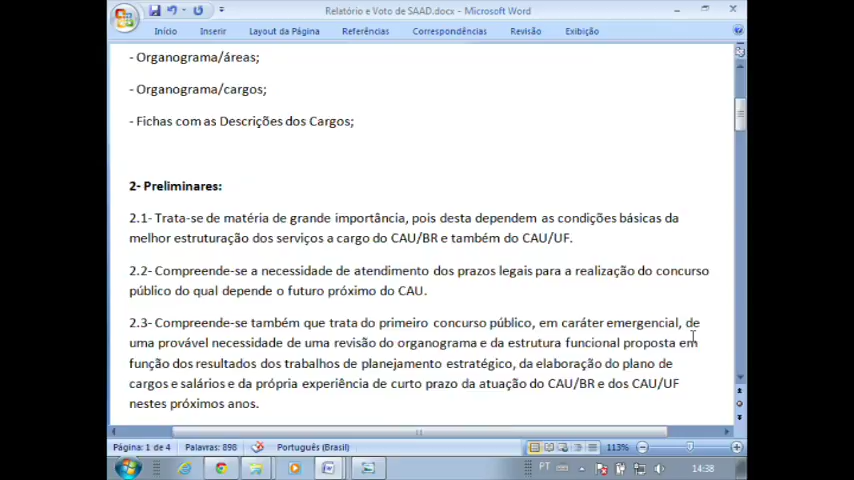 Relatório e Voto de SAAD.docx - Microsoft Word
Início Inserir Layout da Página Referências Correspondências Revisão Exibição
- Organograma/áreas;
- Organograma/cargos;
- Fichas com as Descrições dos Cargos;
2- Preliminares:
2.1- Trata-se de matéria de grande importância, pois desta dependem as condições básicas da
melhor estruturação dos serviços a cargo do CAU/BR e também do CAU/UF.
2.2- Compreende-se a necessidade de atendimento dos prazos legais para a realização do concurso
público do qual depende o futuro próximo do CAU.
2.3- Compreende-se também que trata do primeiro concurso público, em caráter emergencial, de
uma provável necessidade de uma revisão do organograma e da estrutura funcional proposta em
função dos resultados dos trabalhos de planejamento estratégico, da elaboração do plano de
cargos e salários e da própria experiência de curto prazo da atuação do CAU/BR e dos CAU/UF
nestes próximos anos.
Página: 1 de 4 Palavras: 898 Português (Brasil) 113%
PT 14:38